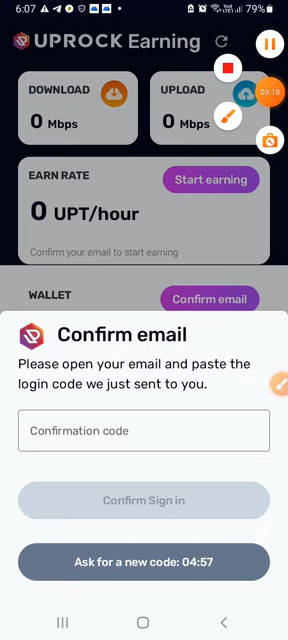 6:07
79%
UPROCK Earning
03:18
DOWNLOAD
0 Mbps
UPLOAD
0 Mbps
EARN RATE
Start earning
0 UPT/hour
Confirm your email to start earning
WALLET
Confirm email
Confirm email
Please open your email and paste the
login code we just sent to you.
Confirmation code
Confirm Sign in
Ask for a new code: 04:57